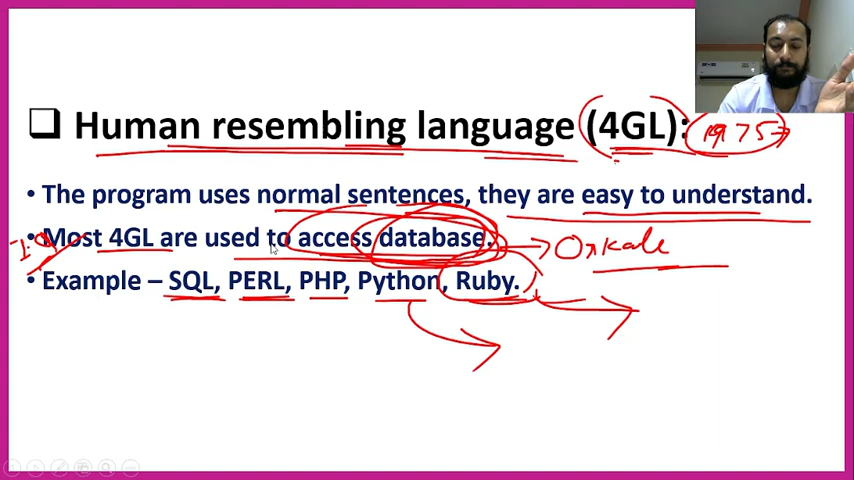 ❑ Human resembling language (4GL): 1975
• The program uses normal sentences, they are easy to understand.
• Most 4GL are used to access database. → Orkale
• Example – SQL, PERL, PHP, Python, Ruby.